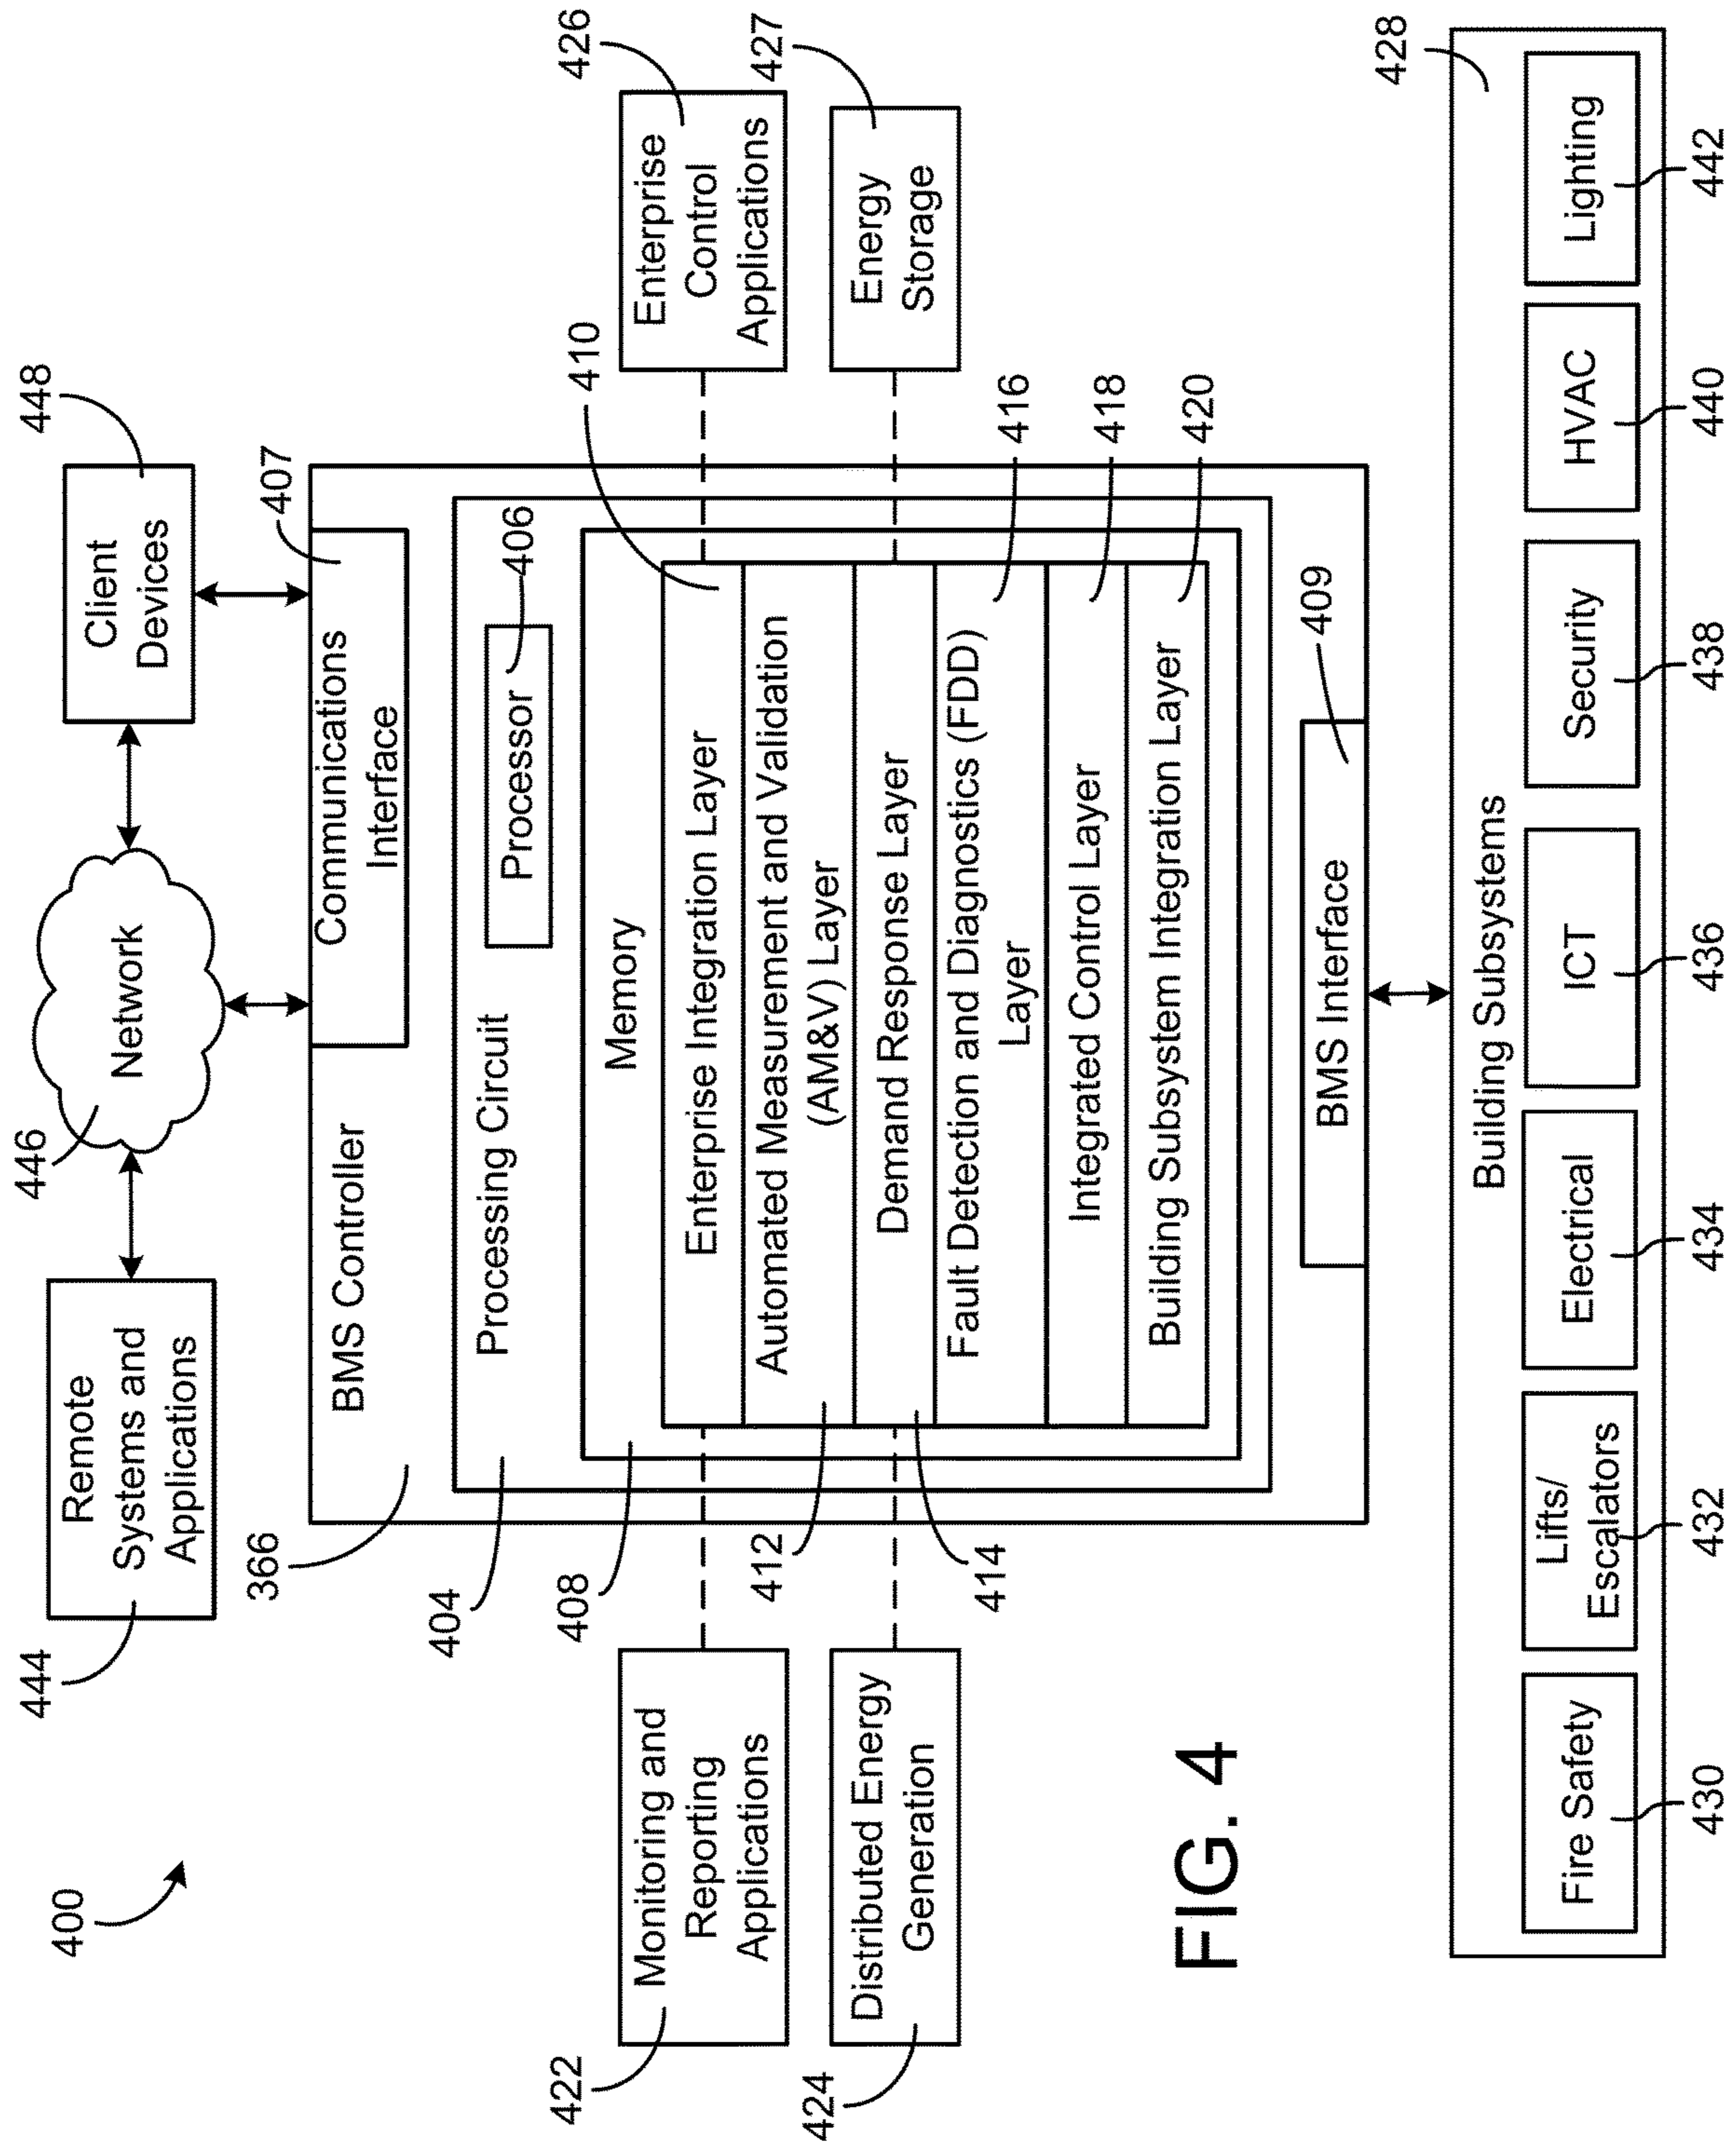 400
444
Remote
Systems and
Applications
446
Network
Client
Devices
448
366
BMS Controller
Communications
Interface
407
404
Processing Circuit
Processor
406
408
Memory
410
Enterprise Integration Layer
412
Automated Measurement and Validation
(AM&V) Layer
414
Demand Response Layer
Fault Detection and Diagnostics (FDD)
Layer
416
Integrated Control Layer
418
Building Subsystem Integration Layer
420
BMS Interface
409
422
Monitoring and
Reporting
Applications
424
Distributed Energy
Generation
Enterprise
Control
Applications
426
Energy
Storage
427
FIG. 4
Building Subsystems
428
Fire Safety
Lifts/
Escalators
Electrical
ICT
Security
HVAC
Lighting
430
432
434
436
438
440
442